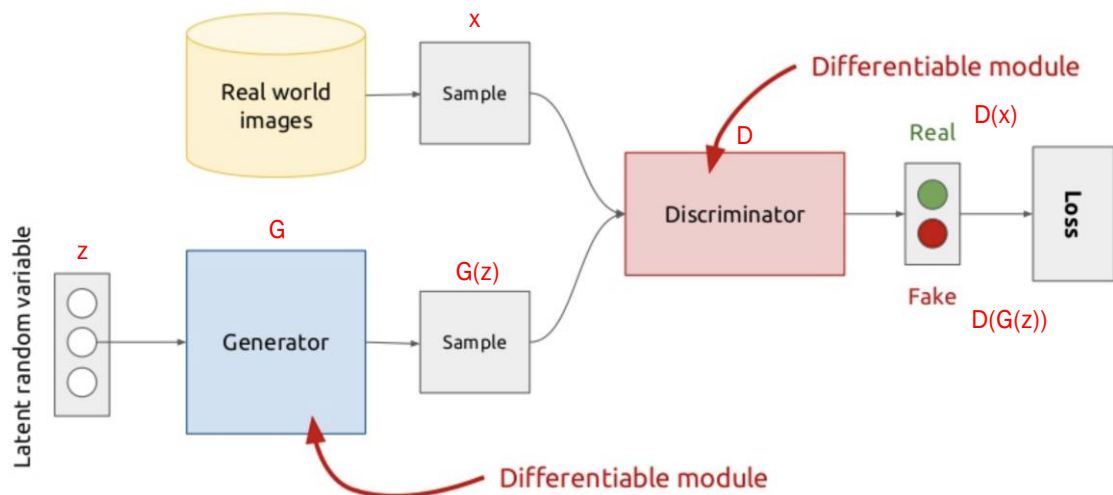 x
Real world
images
Sample
Differentiable module
D
Real
D(x)
Discriminator
Loss
Fake
D(G(z))
Latent random variable
z
G
Generator
G(z)
Sample
Differentiable module